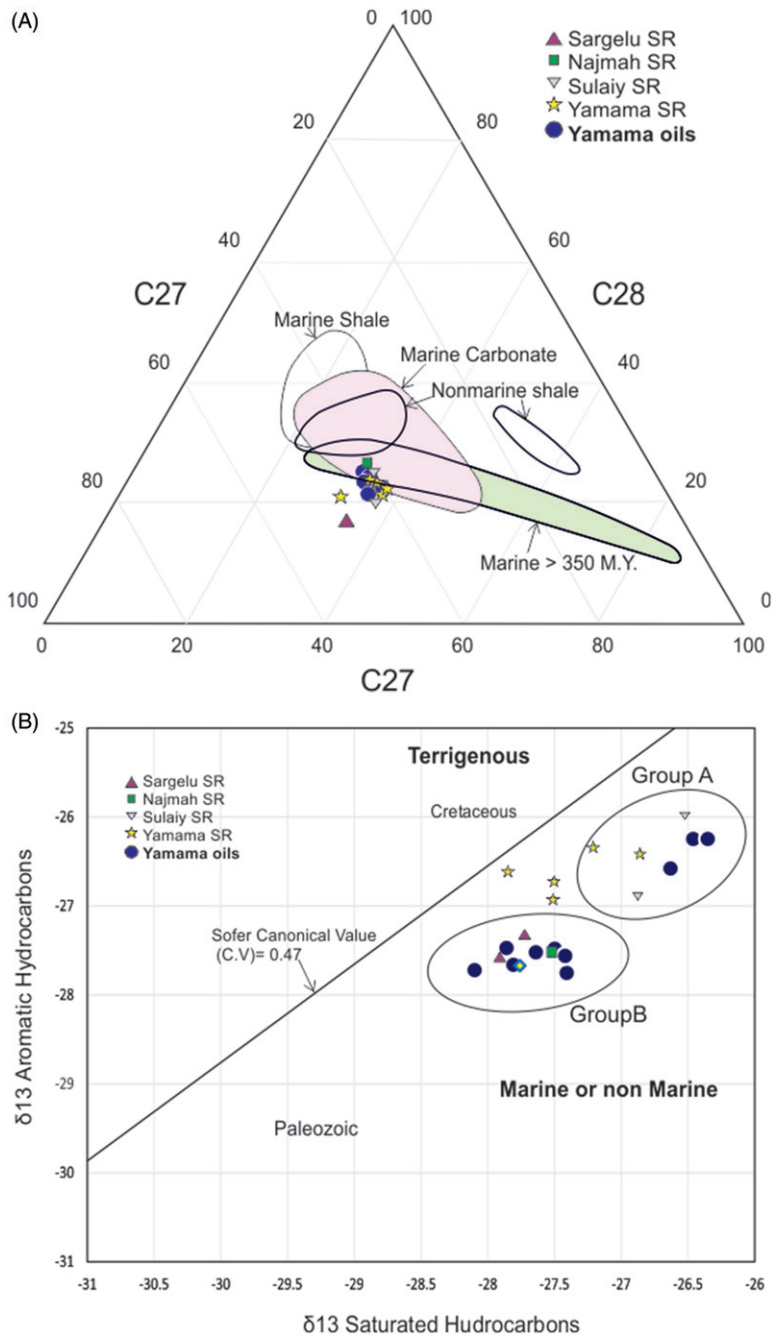 (A)
0 100
Sargelu SR
Najmah SR
Sulaiy SR
Yamama SR
Yamama oils
20 80
40 60
C27 C28
Marine Shale
Marine Carbonate
60 40
Nonmarine shale
80 20
Marine > 350 M.Y.
100 0
0 20 40 60 80 100
C27
(B)
-25
Terrigenous
Group A
Sargelu SR
Najmah SR
Sulaiy SR
Yamama SR
Yamama oils
Cretaceous
-26
-27
Sofer Canonical Value
(C.V)= 0.47
-28
GroupB
δ13 Aromatic Hydrocarbons
-29
Marine or non Marine
Paleozoic
-30
-31
-31 -30.5 -30 -29.5 -29 -28.5 -28 -27.5 -27 -26.5 -26
δ13 Saturated Hudrocarbons